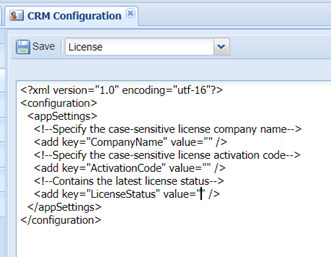 CRM Configuration
Save
License
<?xml version="1.0" encoding="utf-16"?>
<configuration>
<appSettings>
<!--Specify the case-sensitive license company name-->
<add key="CompanyName" value="" />
<!--Specify the case-sensitive license activation code-->
<add key="ActivationCode" value="" />
<!--Contains the latest license status-->
<add key="LicenseStatus" value="" />
</appSettings>
</configuration>